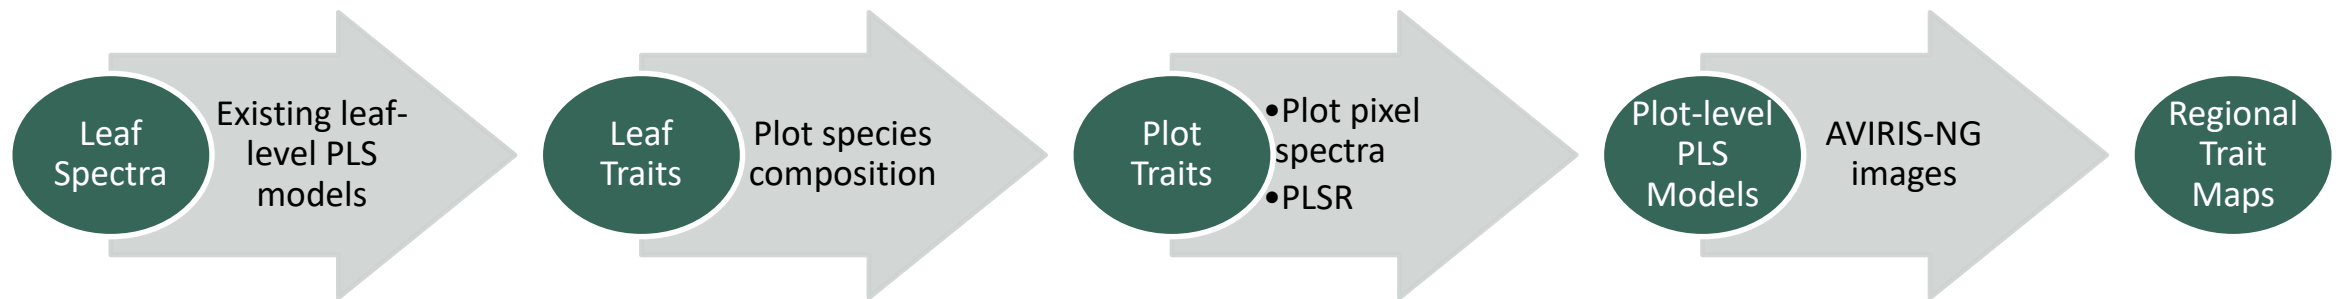 Leaf
Spectra
Existing leaf-
level PLS
models
Leaf
Traits
Plot species
composition
Plot
Traits
•Plot pixel
spectra
•PLSR
Plot-level
PLS
Models
AVIRIS-NG
images
Regional
Trait
Maps